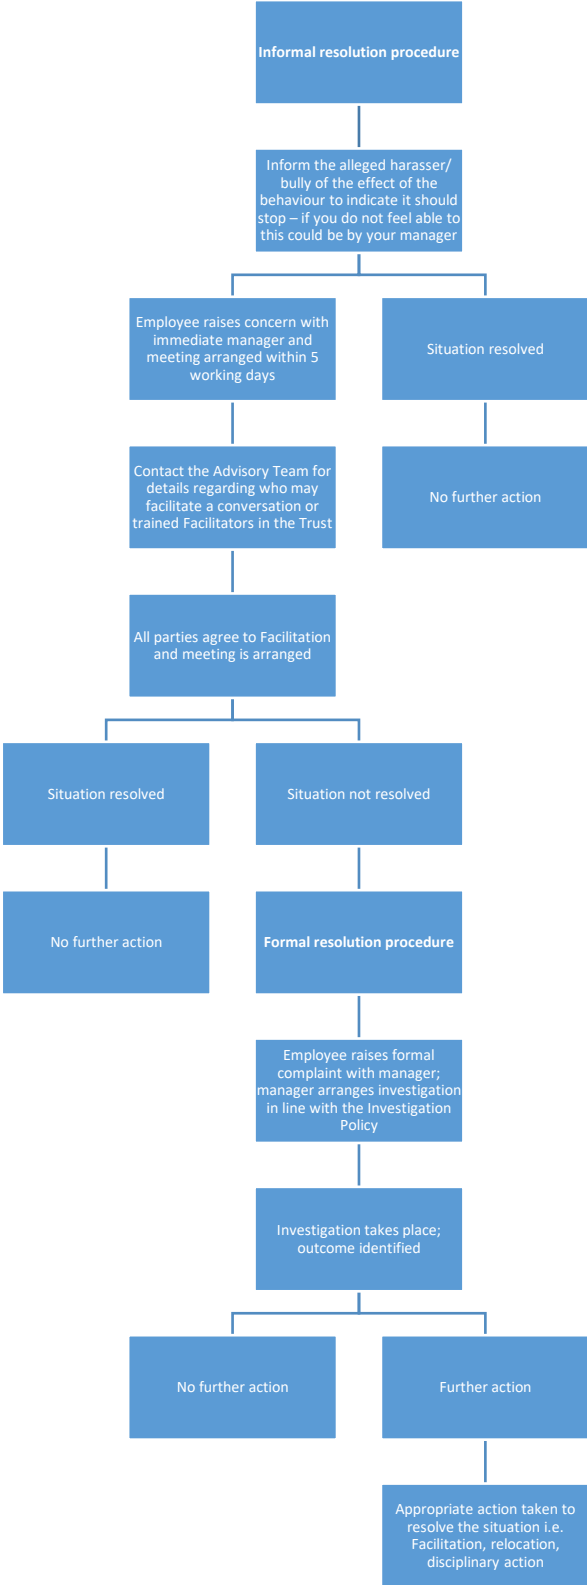 Informal resolution procedure
Inform the alleged harasser/
bully of the effect of the
behaviour to indicate it should
stop – if you do not feel able to
this could be by your manager
Employee raises concern with
immediate manager and
meeting arranged within 5
working days
Situation resolved
Contact the Advisory Team for
details regarding who may
facilitate a conversation or
trained Facilitators in the Trust
No further action
All parties agree to Facilitation
and meeting is arranged
Situation resolved
Situation not resolved
No further action
Formal resolution procedure
Employee raises formal
complaint with manager;
manager arranges investigation
in line with the Investigation
Policy
Investigation takes place;
outcome identified
No further action
Further action
Appropriate action taken to
resolve the situation i.e.
Facilitation, relocation,
disciplinary action